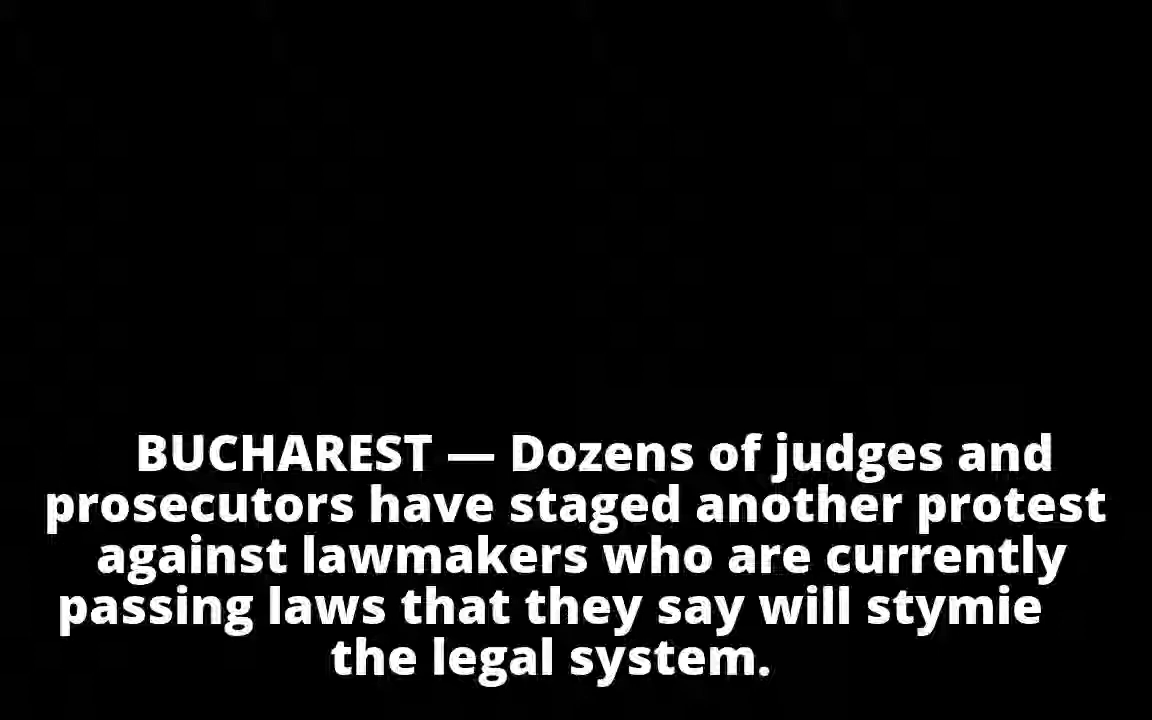 BUCHAREST — Dozens of judges and
prosecutors have staged another protest
against lawmakers who are currently
passing laws that they say will stymie
the legal system.